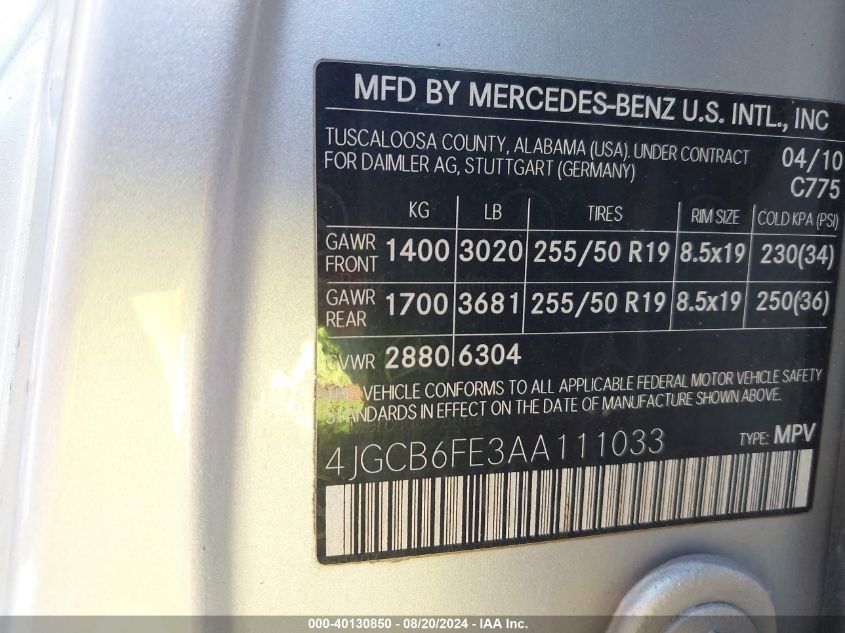 MFD BY MERCEDES-BENZ U.S. INTL., INC
TUSCALOOSA COUNTY, ALABAMA (USA). UNDER CONTRACT 04/10
FOR DAIMLER AG, STUTTGART (GERMANY) C775
KG LB TIRES RIM SIZE COLD KPA (PSI)
GAWR FRONT 1400 3020 255/50 R19 8.5x19 230(34)
GAWR REAR 1700 3681 255/50 R19 8.5x19 250(36)
GVWR 2880 6304
THIS VEHICLE CONFORMS TO ALL APPLICABLE FEDERAL MOTOR VEHICLE SAFETY
STANDARDS IN EFFECT ON THE DATE OF MANUFACTURE SHOWN ABOVE.
4JGCB6FE3AA111033 TYPE: MPV
000-40130850 - 08/20/2024 - IAA Inc.